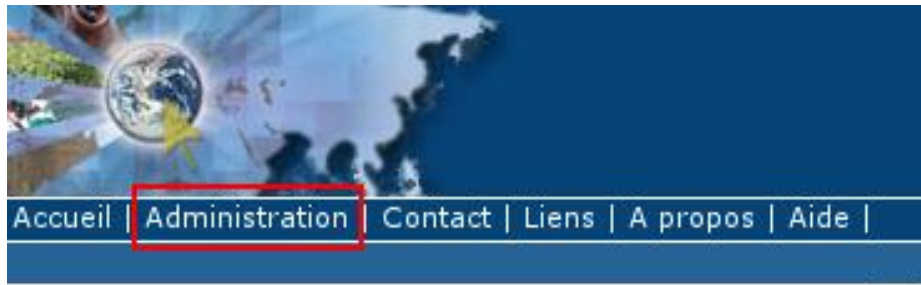 Accueil | Administration | Contact | Liens | A propos | Aide |